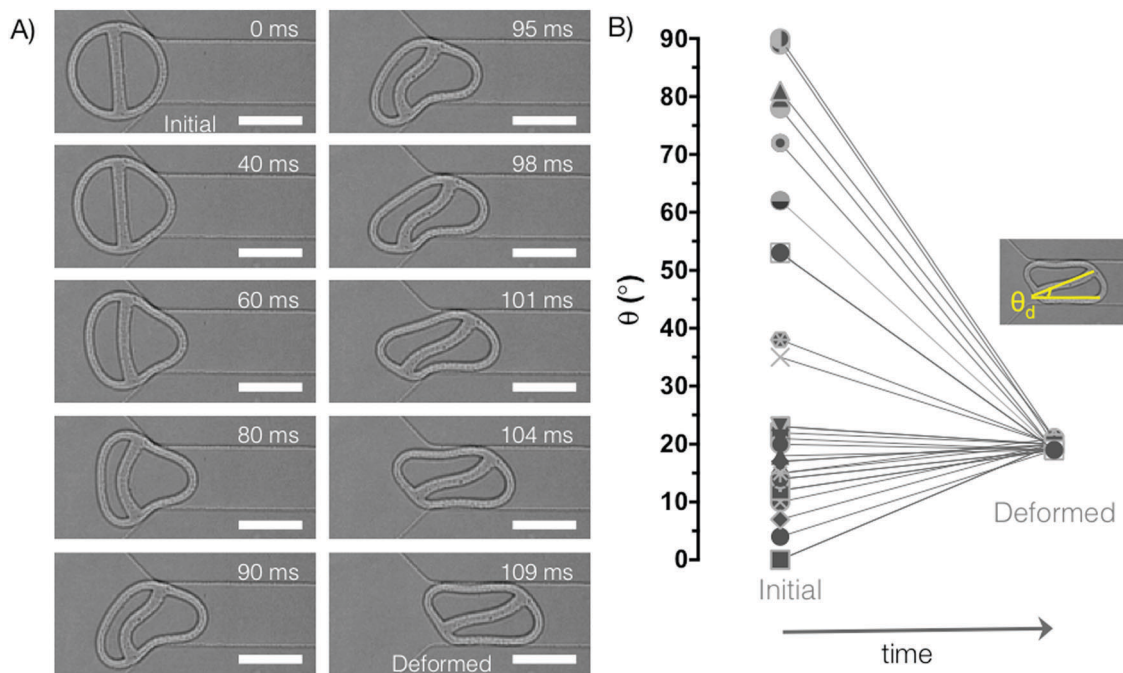 A)
0 ms
Initial
40 ms
60 ms
80 ms
90 ms
95 ms
98 ms
101 ms
104 ms
109 ms
Deformed
B)
90
80
70
60
50
40
30
20
10
0
θ (°)
θd
Initial
Deformed
time